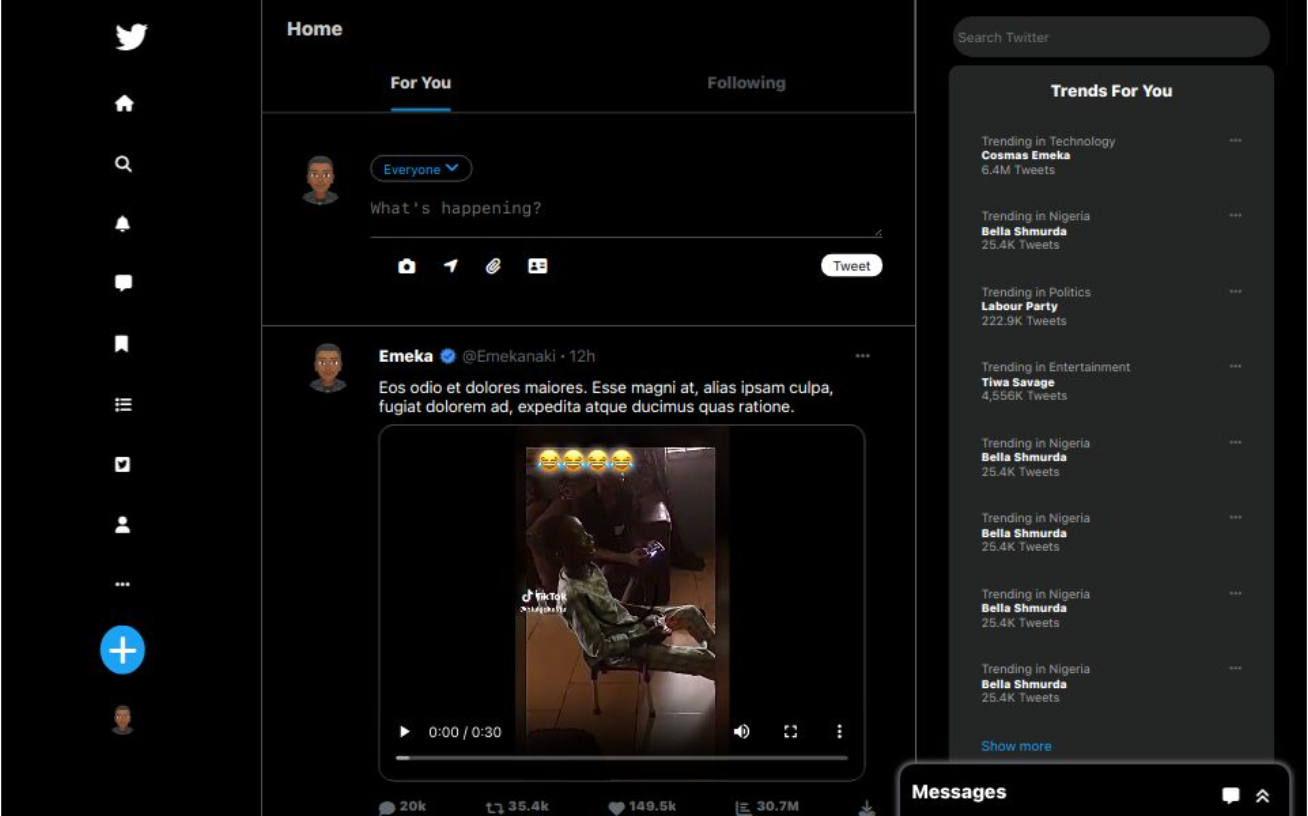 Home
For You
Following
Everyone
What's happening?
Tweet
Emeka @Emekanaki · 12h
Eos odio et dolores maiores. Esse magni at, alias ipsam culpa,
fugiat dolorem ad, expedita atque ducimus quas ratione.
TikTok
0:00 / 0:30
20k
35.4k
149.5k
30.7M
Search Twitter
Trends For You
Trending in Technology
Cosmas Emeka
6.4M Tweets
Trending in Nigeria
Bella Shmurda
25.4K Tweets
Trending in Politics
Labour Party
222.9K Tweets
Trending in Entertainment
Tiwa Savage
4,556K Tweets
Trending in Nigeria
Bella Shmurda
25.4K Tweets
Trending in Nigeria
Bella Shmurda
25.4K Tweets
Trending in Nigeria
Bella Shmurda
25.4K Tweets
Trending in Nigeria
Bella Shmurda
25.4K Tweets
Show more
Messages